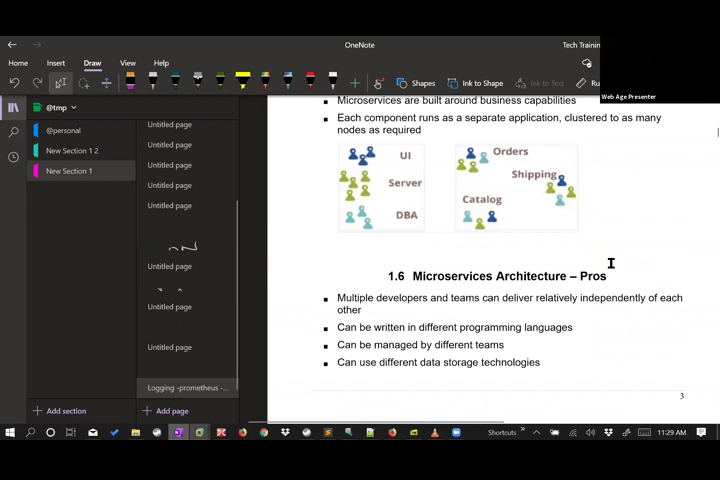 OneNote
Tech Trainin
Home Insert Draw View Help
Shapes Ink to Shape Ink to Text Ru
Web Age Presenter
@tmp
@personal
New Section 1 2
New Section 1
Untitled page
Untitled page
Untitled page
Untitled page
Untitled page
Untitled page
Untitled page
Untitled page
Logging -prometheus -...
Add section
Add page
Microservices are built around business capabilities
Each component runs as a separate application, clustered to as many
nodes as required
UI
Server
DBA
Orders
Shipping
Catalog
1.6 Microservices Architecture – Pros
Multiple developers and teams can deliver relatively independently of each
other
Can be written in different programming languages
Can be managed by different teams
Can use different data storage technologies
3
Shortcuts
11:29 AM